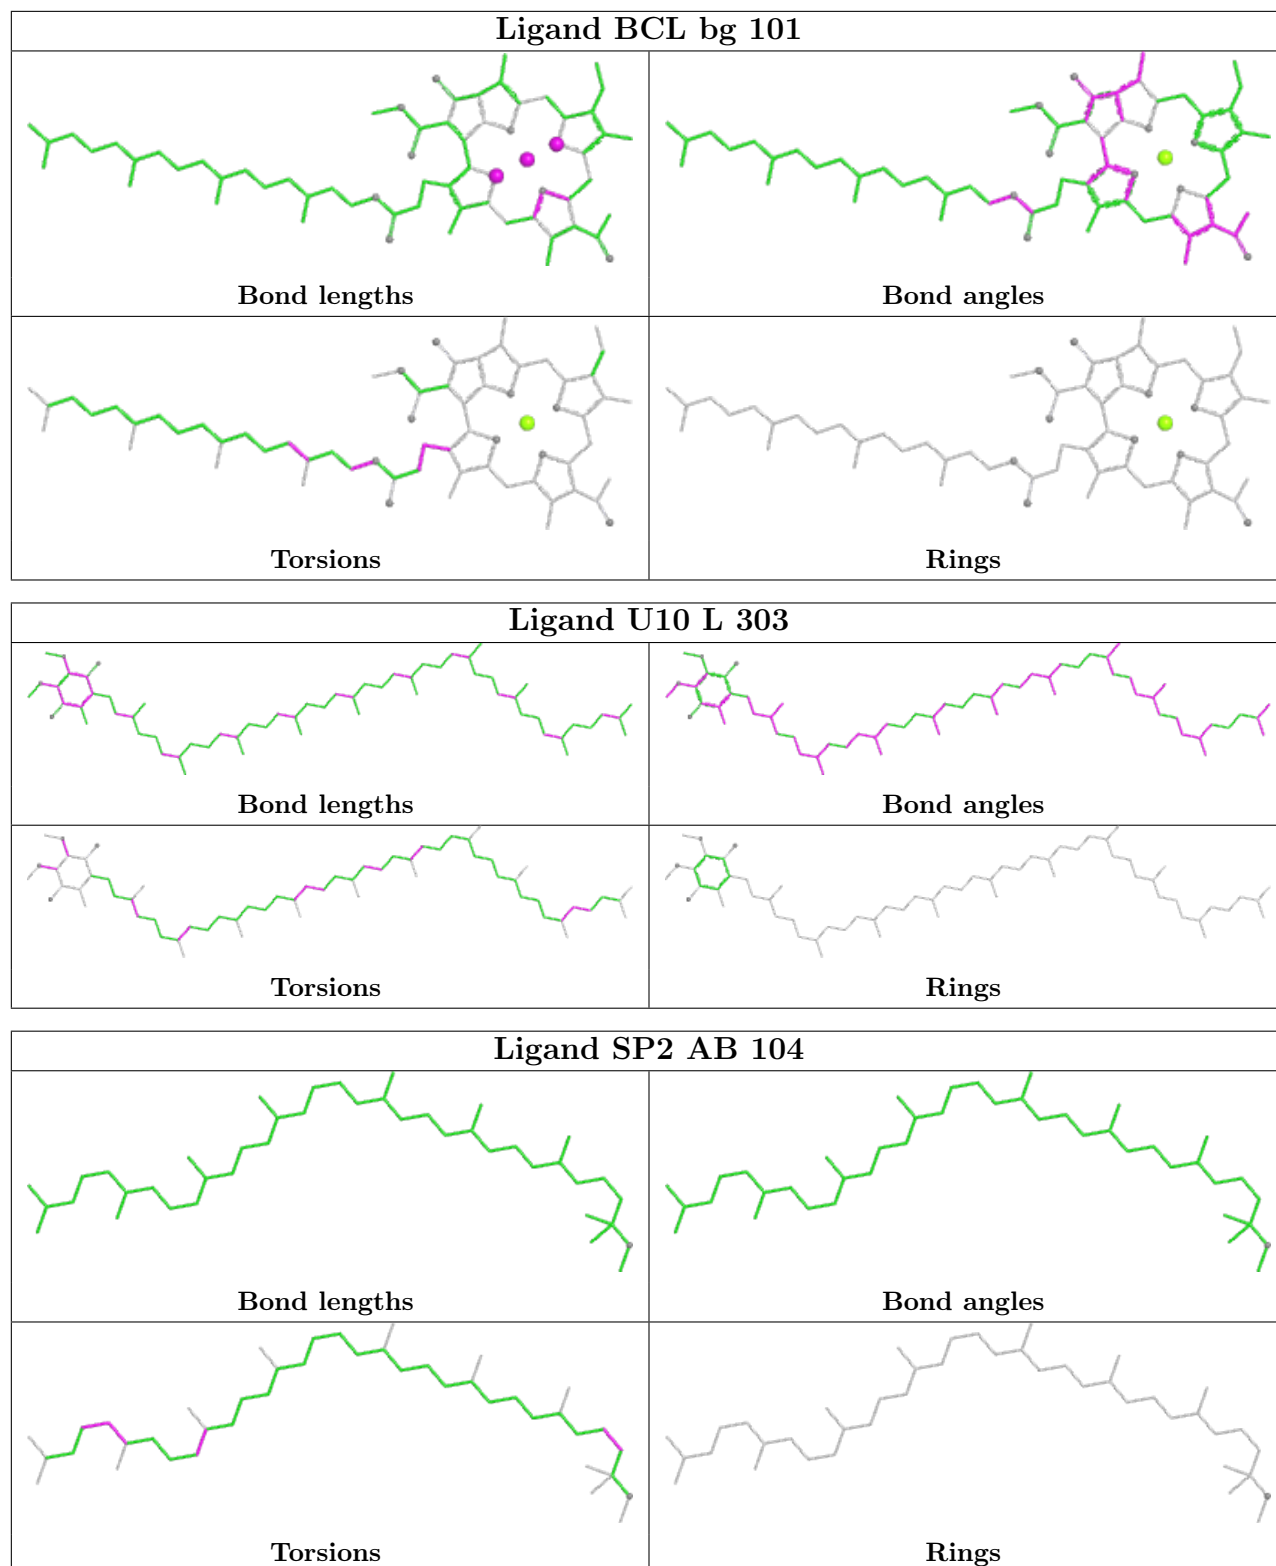 Ligand BCL bg 101
Bond lengths
Bond angles
Torsions
Rings
Ligand U10 L 303
Bond lengths
Bond angles
Torsions
Rings
Ligand SP2 AB 104
Bond lengths
Bond angles
Torsions
Rings